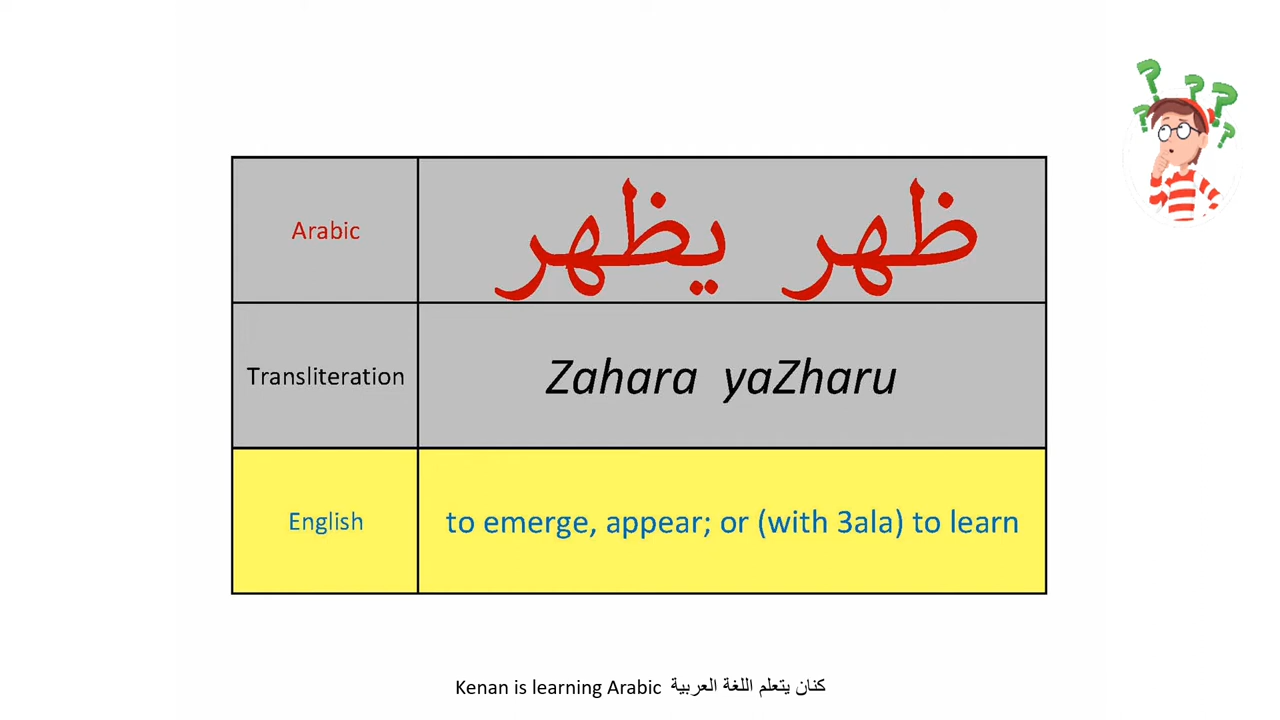 Arabic
ظهر يظهر
Transliteration
Zahara yaZharu
English
to emerge, appear; or (with 3ala) to learn
Kenan is learning Arabic كنان يتعلم اللغة العربية